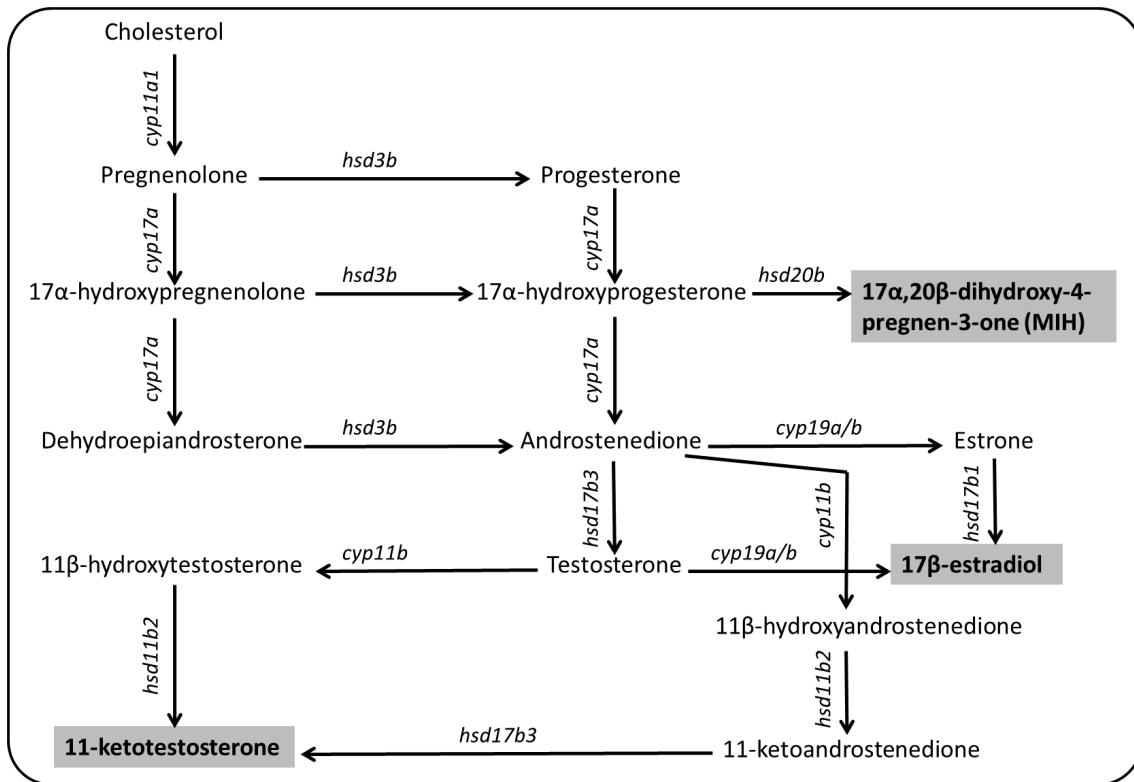 Cholesterol
cyp11a1
Pregnenolone
hsd3b
Progesterone
cyp17a
cyp17a
17α-hydroxypregnenolone
hsd3b
17α-hydroxyprogesterone
hsd20b
17α,20β-dihydroxy-4-
pregnen-3-one (MIH)
cyp17a
cyp17a
Dehydroepiandrosterone
hsd3b
Androstenedione
cyp19a/b
Estrone
hsd17b3
cyp11b
hsd17b1
11β-hydroxytestosterone
cyp11b
Testosterone
cyp19a/b
17β-estradiol
11β-hydroxyandrostenedione
hsd11b2
hsd11b2
11-ketotestosterone
hsd17b3
11-ketoandrostenedione